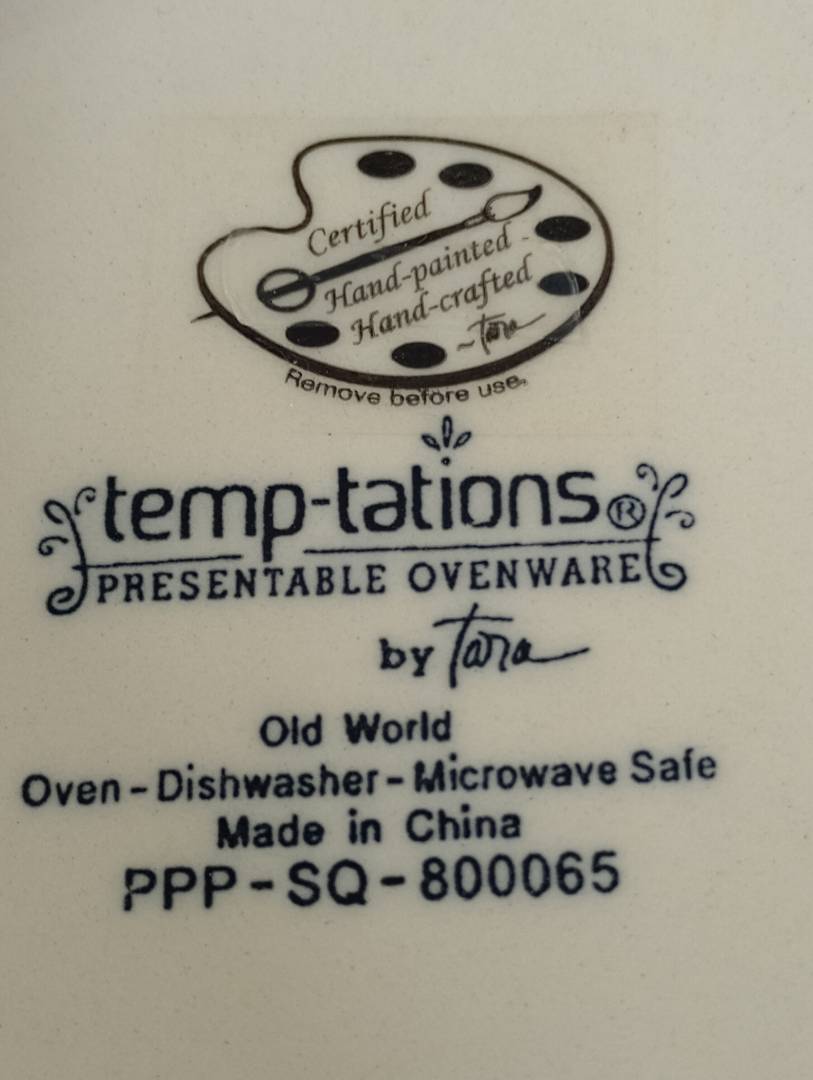 Certified
Hand-painted -
Hand-crafted
~Tara
Remove before use.
temp-tations®
PRESENTABLE OVENWARE
by Tara
Old World
Oven-Dishwasher-Microwave Safe
Made in China
PPP-SQ-800065